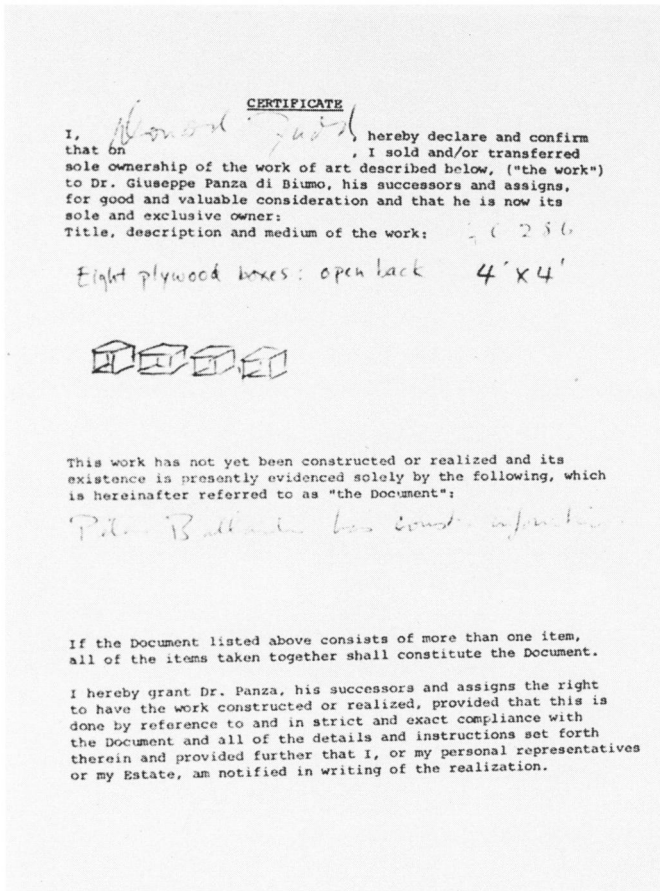 CERTIFICATE
I, Donald Judd, hereby declare and confirm
that on , I sold and/or transferred
sole ownership of the work of art described below, ("the work")
to Dr. Giuseppe Panza di Biumo, his successors and assigns,
for good and valuable consideration and that he is now its
sole and exclusive owner:
Title, description and medium of the work:
Eight plywood boxes: open back 4' x 4'
This work has not yet been constructed or realized and its
existence is presently evidenced solely by the following, which
is hereinafter referred to as "the Document":
has
If the Document listed above consists of more than one item,
all of the items taken together shall constitute the Document.
I hereby grant Dr. Panza, his successors and assigns the right
to have the work constructed or realized, provided that this is
done by reference to and in strict and exact compliance with
the Document and all of the details and instructions set forth
therein and provided further that I, or my personal representatives
or my Estate, am notified in writing of the realization.